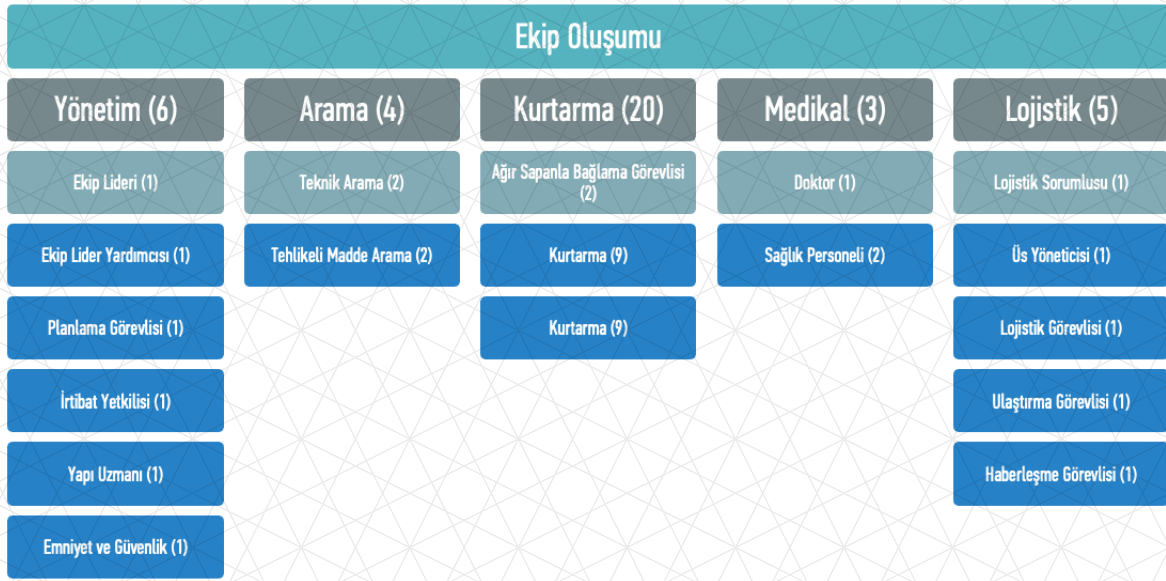 Ekip Oluşumu
Yönetim (6)
Ekip Lideri (1)
Ekip Lider Yardımcısı (1)
Planlama Görevlisi (1)
İrtibat Yetkilisi (1)
Yapı Uzmanı (1)
Emniyet ve Güvenlik (1)
Arama (4)
Teknik Arama (2)
Tehlikeli Madde Arama (2)
Kurtarma (20)
Ağır Sapanla Bağlama Görevlisi
(2)
Kurtarma (9)
Kurtarma (9)
Medikal (3)
Doktor (1)
Sağlık Personeli (2)
Lojistik (5)
Lojistik Sorumlusu (1)
Üs Yöneticisi (1)
Lojistik Görevlisi (1)
Ulaştırma Görevlisi (1)
Haberleşme Görevlisi (1)